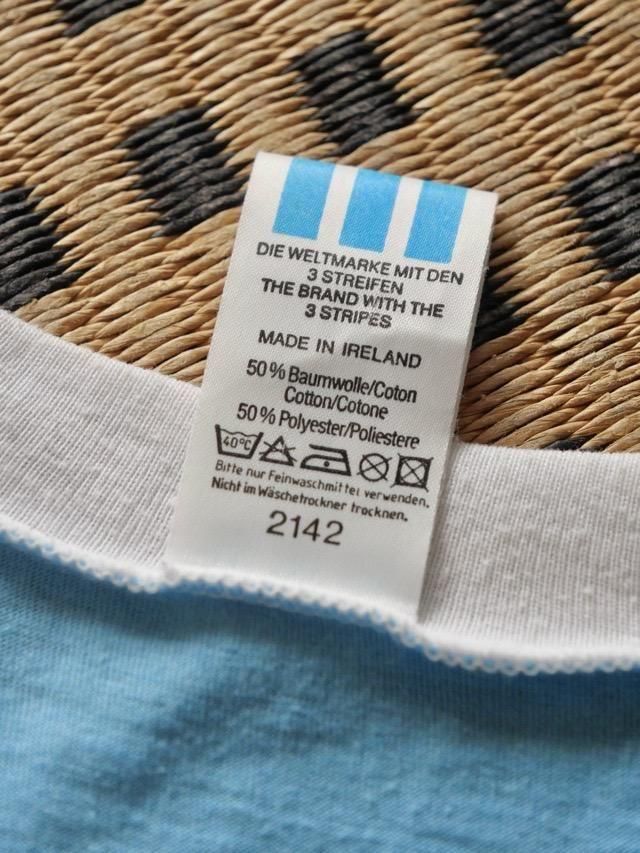 DIE WELTMARKE MIT DEN
3 STREIFEN
THE BRAND WITH THE
3 STRIPES
MADE IN IRELAND
50% Baumwolle/Coton
Cotton/Cotone
50% Polyester/Poliestere
40°C
Bitte nur Feinwaschmittel verwenden.
Nicht im Wäschetrockner trocknen.
2142